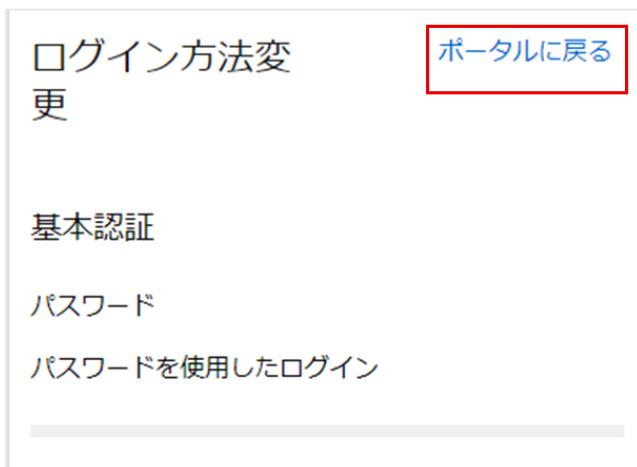 ログイン方法変
更
ポータルに戻る
基本認証
パスワード
パスワードを使用したログイン